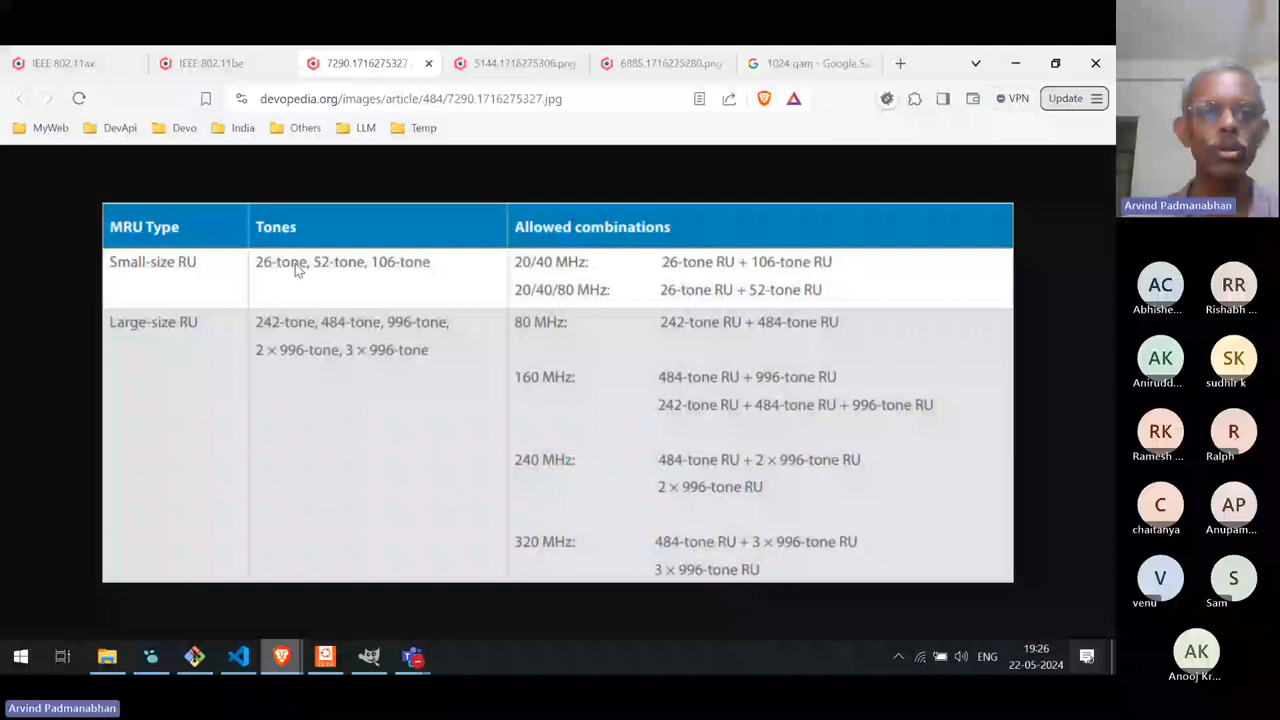 IEEE 802.11ax
IEEE 802.11be
7290.1716275327
5144.1716275306.png
6885.1716275280.png
1024 qam - Google Sea
devopedia.org/images/article/484/7290.1716275327.jpg
VPN
Update
MyWeb
DevApi
Devo
India
Others
LLM
Temp
MRU Type Tones Allowed combinations
Small-size RU 26-tone, 52-tone, 106-tone 20/40 MHz: 26-tone RU + 106-tone RU
20/40/80 MHz: 26-tone RU + 52-tone RU
Large-size RU 242-tone, 484-tone, 996-tone, 80 MHz: 242-tone RU + 484-tone RU
2 × 996-tone, 3 × 996-tone
160 MHz: 484-tone RU + 996-tone RU
242-tone RU + 484-tone RU + 996-tone RU
240 MHz: 484-tone RU + 2 × 996-tone RU
2 × 996-tone RU
320 MHz: 484-tone RU + 3 × 996-tone RU
3 × 996-tone RU
ENG
19:26
22-05-2024
Arvind Padmanabhan
Arvind Padmanabhan
AC RR
Abhishe... Rishabh ...
AK SK
Anirudd... sudhir k
RK R
Ramesh ... Ralph
C AP
chaitanya Anupam...
V S
venu Sam
AK
Anooj Kr...